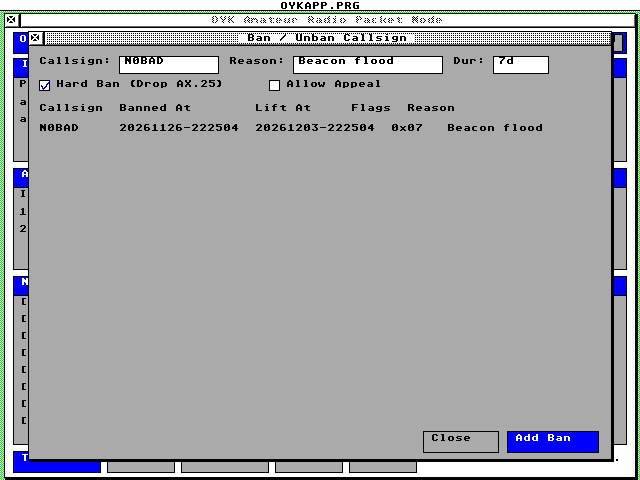 OYKAPP.PRG
OYK Amateur Radio Packet Node
Ban / Unban Callsign
Callsign: N0BAD Reason: Beacon flood Dur: 7d
Hard Ban (Drop AX.25) Allow Appeal
Callsign Banned At Lift At Flags Reason
N0BAD 20261126-222504 20261203-222504 0x07 Beacon flood
Close Add Ban